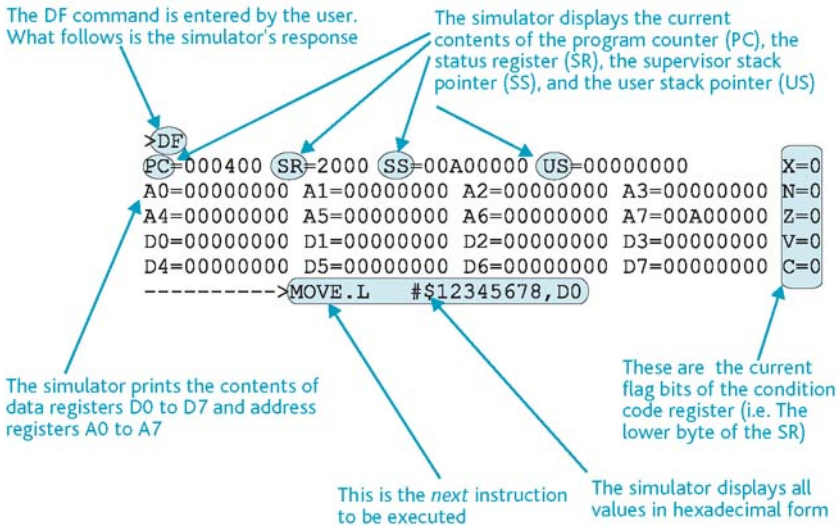 The DF command is entered by the user.
What follows is the simulator's response
The simulator displays the current
contents of the program counter (PC), the
status register (SR), the supervisor stack
pointer (SS), and the user stack pointer (US)
>DF
PC=000400 SR=2000 SS=00A00000 US=00000000 X=0
A0=00000000 A1=00000000 A2=00000000 A3=00000000 N=0
A4=00000000 A5=00000000 A6=00000000 A7=00A00000 Z=0
D0=00000000 D1=00000000 D2=00000000 D3=00000000 V=0
D4=00000000 D5=00000000 D6=00000000 D7=00000000 C=0
---------->MOVE.L #$12345678,D0
The simulator prints the contents of
data registers D0 to D7 and address
registers A0 to A7
These are the current
flag bits of the condition
code register (i.e. The
lower byte of the SR)
This is the next instruction
to be executed
The simulator displays all
values in hexadecimal form